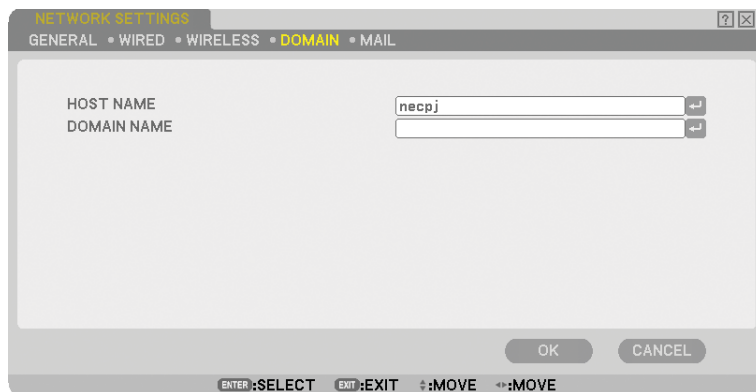 NETWORK SETTINGS
GENERAL • WIRED • WIRELESS • DOMAIN • MAIL
HOST NAME necpj
DOMAIN NAME
OK CANCEL
ENTER :SELECT EXIT :EXIT :MOVE :MOVE